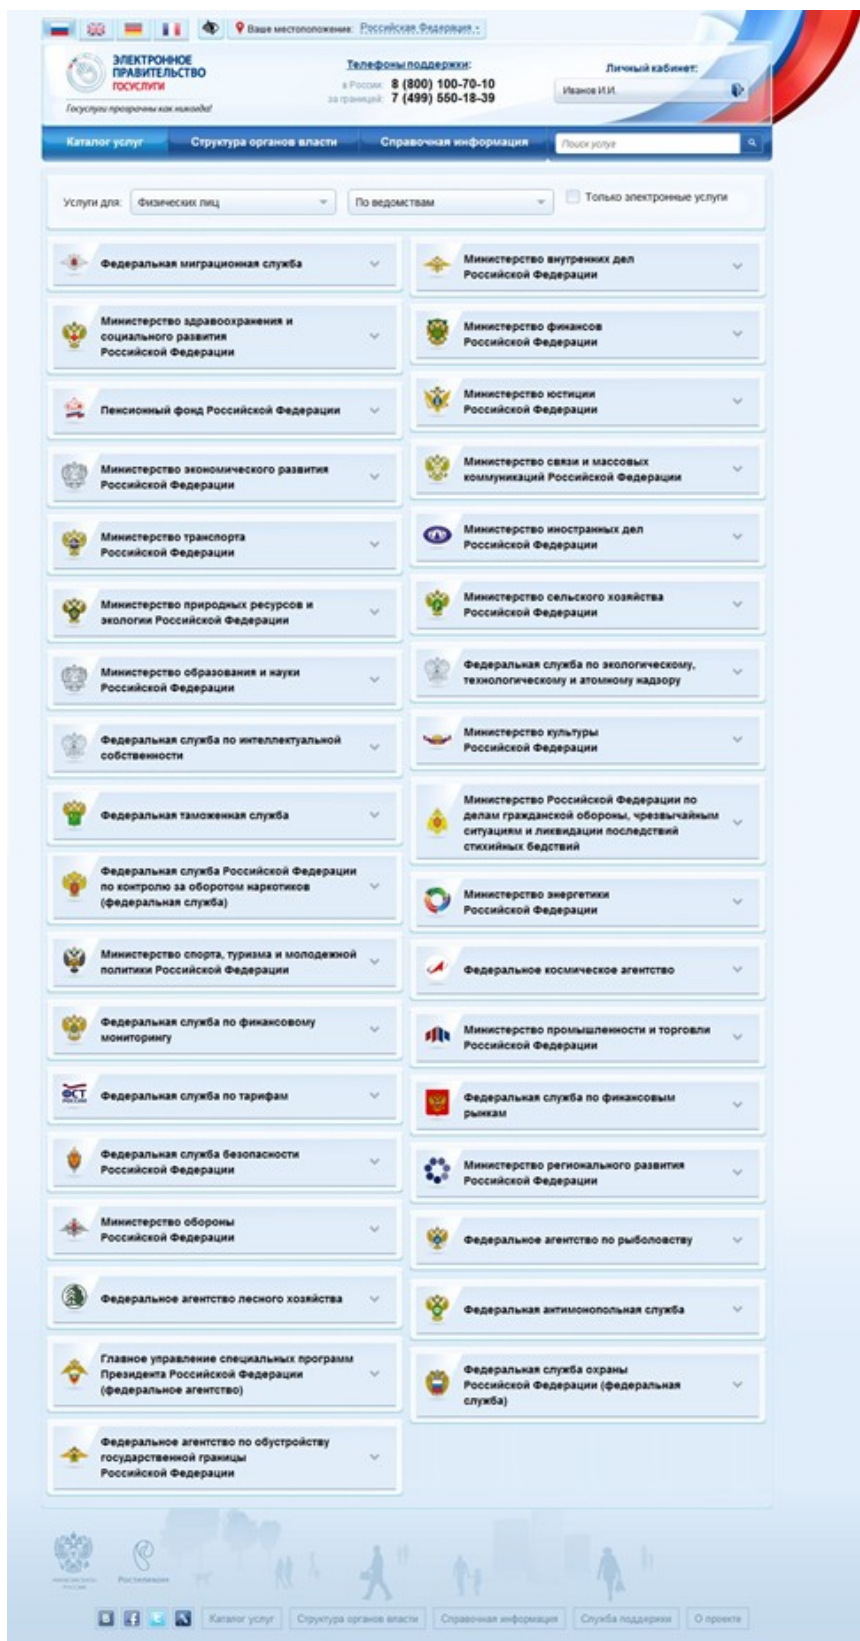 Ваше местоположение: Российская Федерация
ЭЛЕКТРОННОЕ
ПРАВИТЕЛЬСТВО
ГОСУСЛУГИ
Госуслуги прозрачны как никогда!
Телефоны поддержки:
в России: 8 (800) 100-70-10
за границей: 7 (499) 550-18-39
Личный кабинет:
Иванов И.И.
Каталог услуг
Структура органов власти
Справочная информация
Поиск услуг
Услуги для:
Физических лиц
По ведомствам
Только электронные услуги
Федеральная миграционная служба
Министерство внутренних дел
Российской Федерации
Министерство здравоохранения и
социального развития
Российской Федерации
Министерство финансов
Российской Федерации
Пенсионный фонд Российской Федерации
Министерство юстиции
Российской Федерации
Министерство экономического развития
Российской Федерации
Министерство связи и массовых
коммуникаций Российской Федерации
Министерство транспорта
Российской Федерации
Министерство иностранных дел
Российской Федерации
Министерство природных ресурсов и
экологии Российской Федерации
Министерство сельского хозяйства
Российской Федерации
Министерство образования и науки
Российской Федерации
Федеральная служба по экологическому,
технологическому и атомному надзору
Федеральная служба по интеллектуальной
собственности
Министерство культуры
Российской Федерации
Федеральная таможенная служба
Министерство Российской Федерации по
делам гражданской обороны, чрезвычайным
ситуациям и ликвидации последствий
стихийных бедствий
Федеральная служба Российской Федерации
по контролю за оборотом наркотиков
(федеральная служба)
Министерство энергетики
Российской Федерации
Министерство спорта, туризма и молодежной
политики Российской Федерации
Федеральное космическое агентство
Федеральная служба по финансовому
мониторингу
Министерство промышленности и торговли
Российской Федерации
ФСТ
РОССИИ
Федеральная служба по тарифам
Федеральная служба по финансовым
рынкам
Федеральная служба безопасности
Российской Федерации
Министерство регионального развития
Российской Федерации
Министерство обороны
Российской Федерации
Федеральное агентство по рыболовству
Федеральное агентство лесного хозяйства
Федеральная антимонопольная служба
Главное управление специальных программ
Президента Российской Федерации
(федеральное агентство)
Федеральная служба охраны
Российской Федерации (федеральная
служба)
Федеральное агентство по обустройству
государственной границы
Российской Федерации
Ростелеком
Каталог услуг
Структура органов власти
Справочная информация
Служба поддержки
О проекте